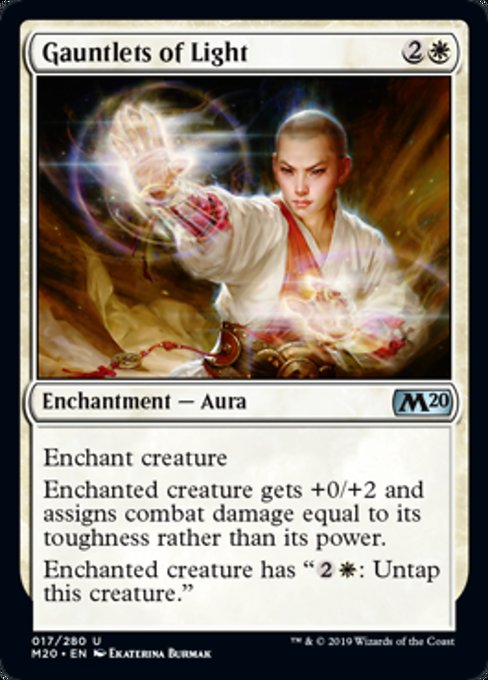 Gauntlets of Light 2
Enchantment — Aura M20
Enchant creature
Enchanted creature gets +0/+2 and
assigns combat damage equal to its
toughness rather than its power.
Enchanted creature has “2 : Untap
this creature.”
017/280 U
M20 • EN Ekaterina Burmak
™ & © 2019 Wizards of the Coast